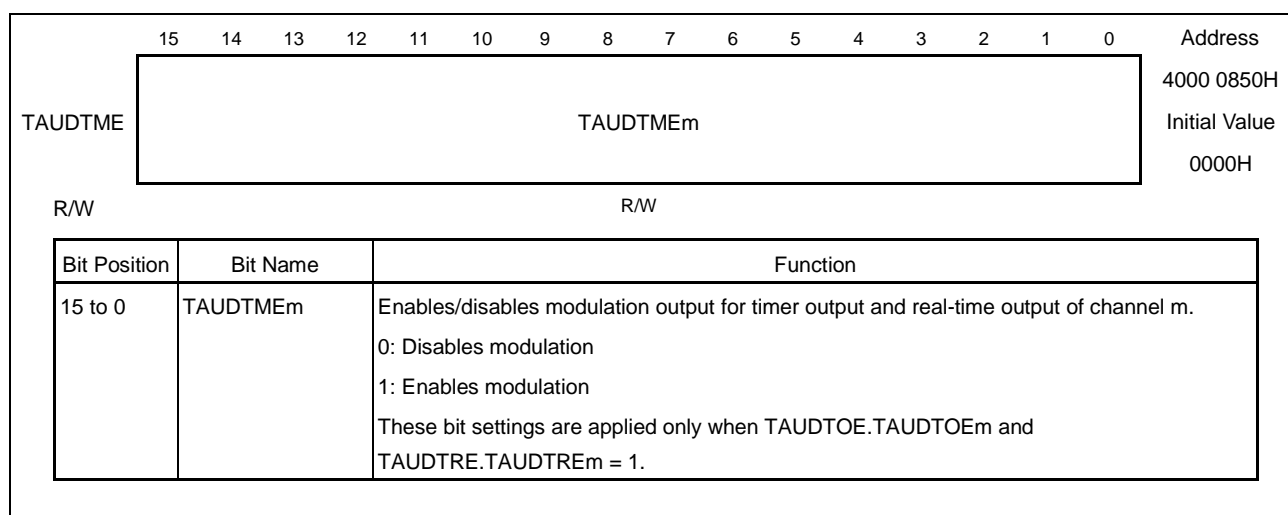 15 14 13 12 11 10 9 8 7 6 5 4 3 2 1 0 Address
4000 0850H
TAUDTME TAUDTMEm Initial Value
0000H
R/W R/W
Bit Position Bit Name Function
15 to 0 TAUDTMEm Enables/disables modulation output for timer output and real-time output of channel m.
0: Disables modulation
1: Enables modulation
These bit settings are applied only when TAUDTOE.TAUDTOEm and
TAUDTRE.TAUDTREm = 1.